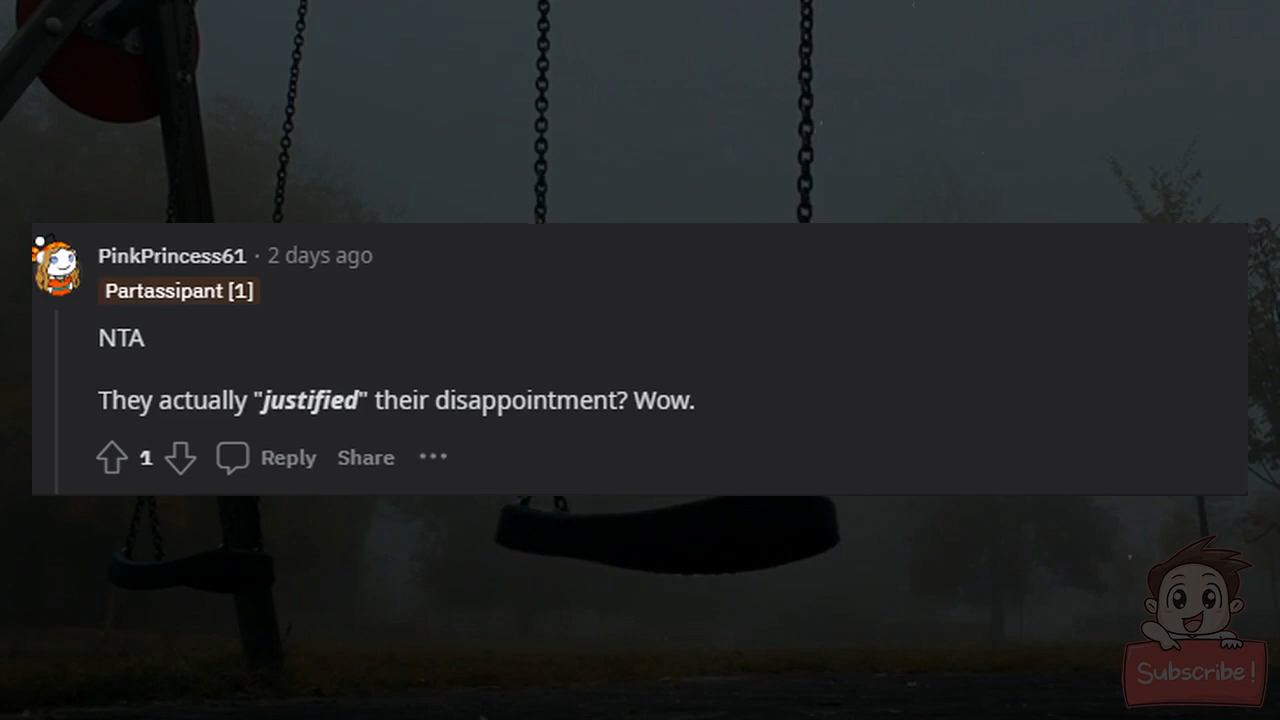 PinkPrincess61 · 2 days ago
Partassipant [1]
NTA
They actually "justified" their disappointment? Wow.
1 Reply Share ···
Subscribe!